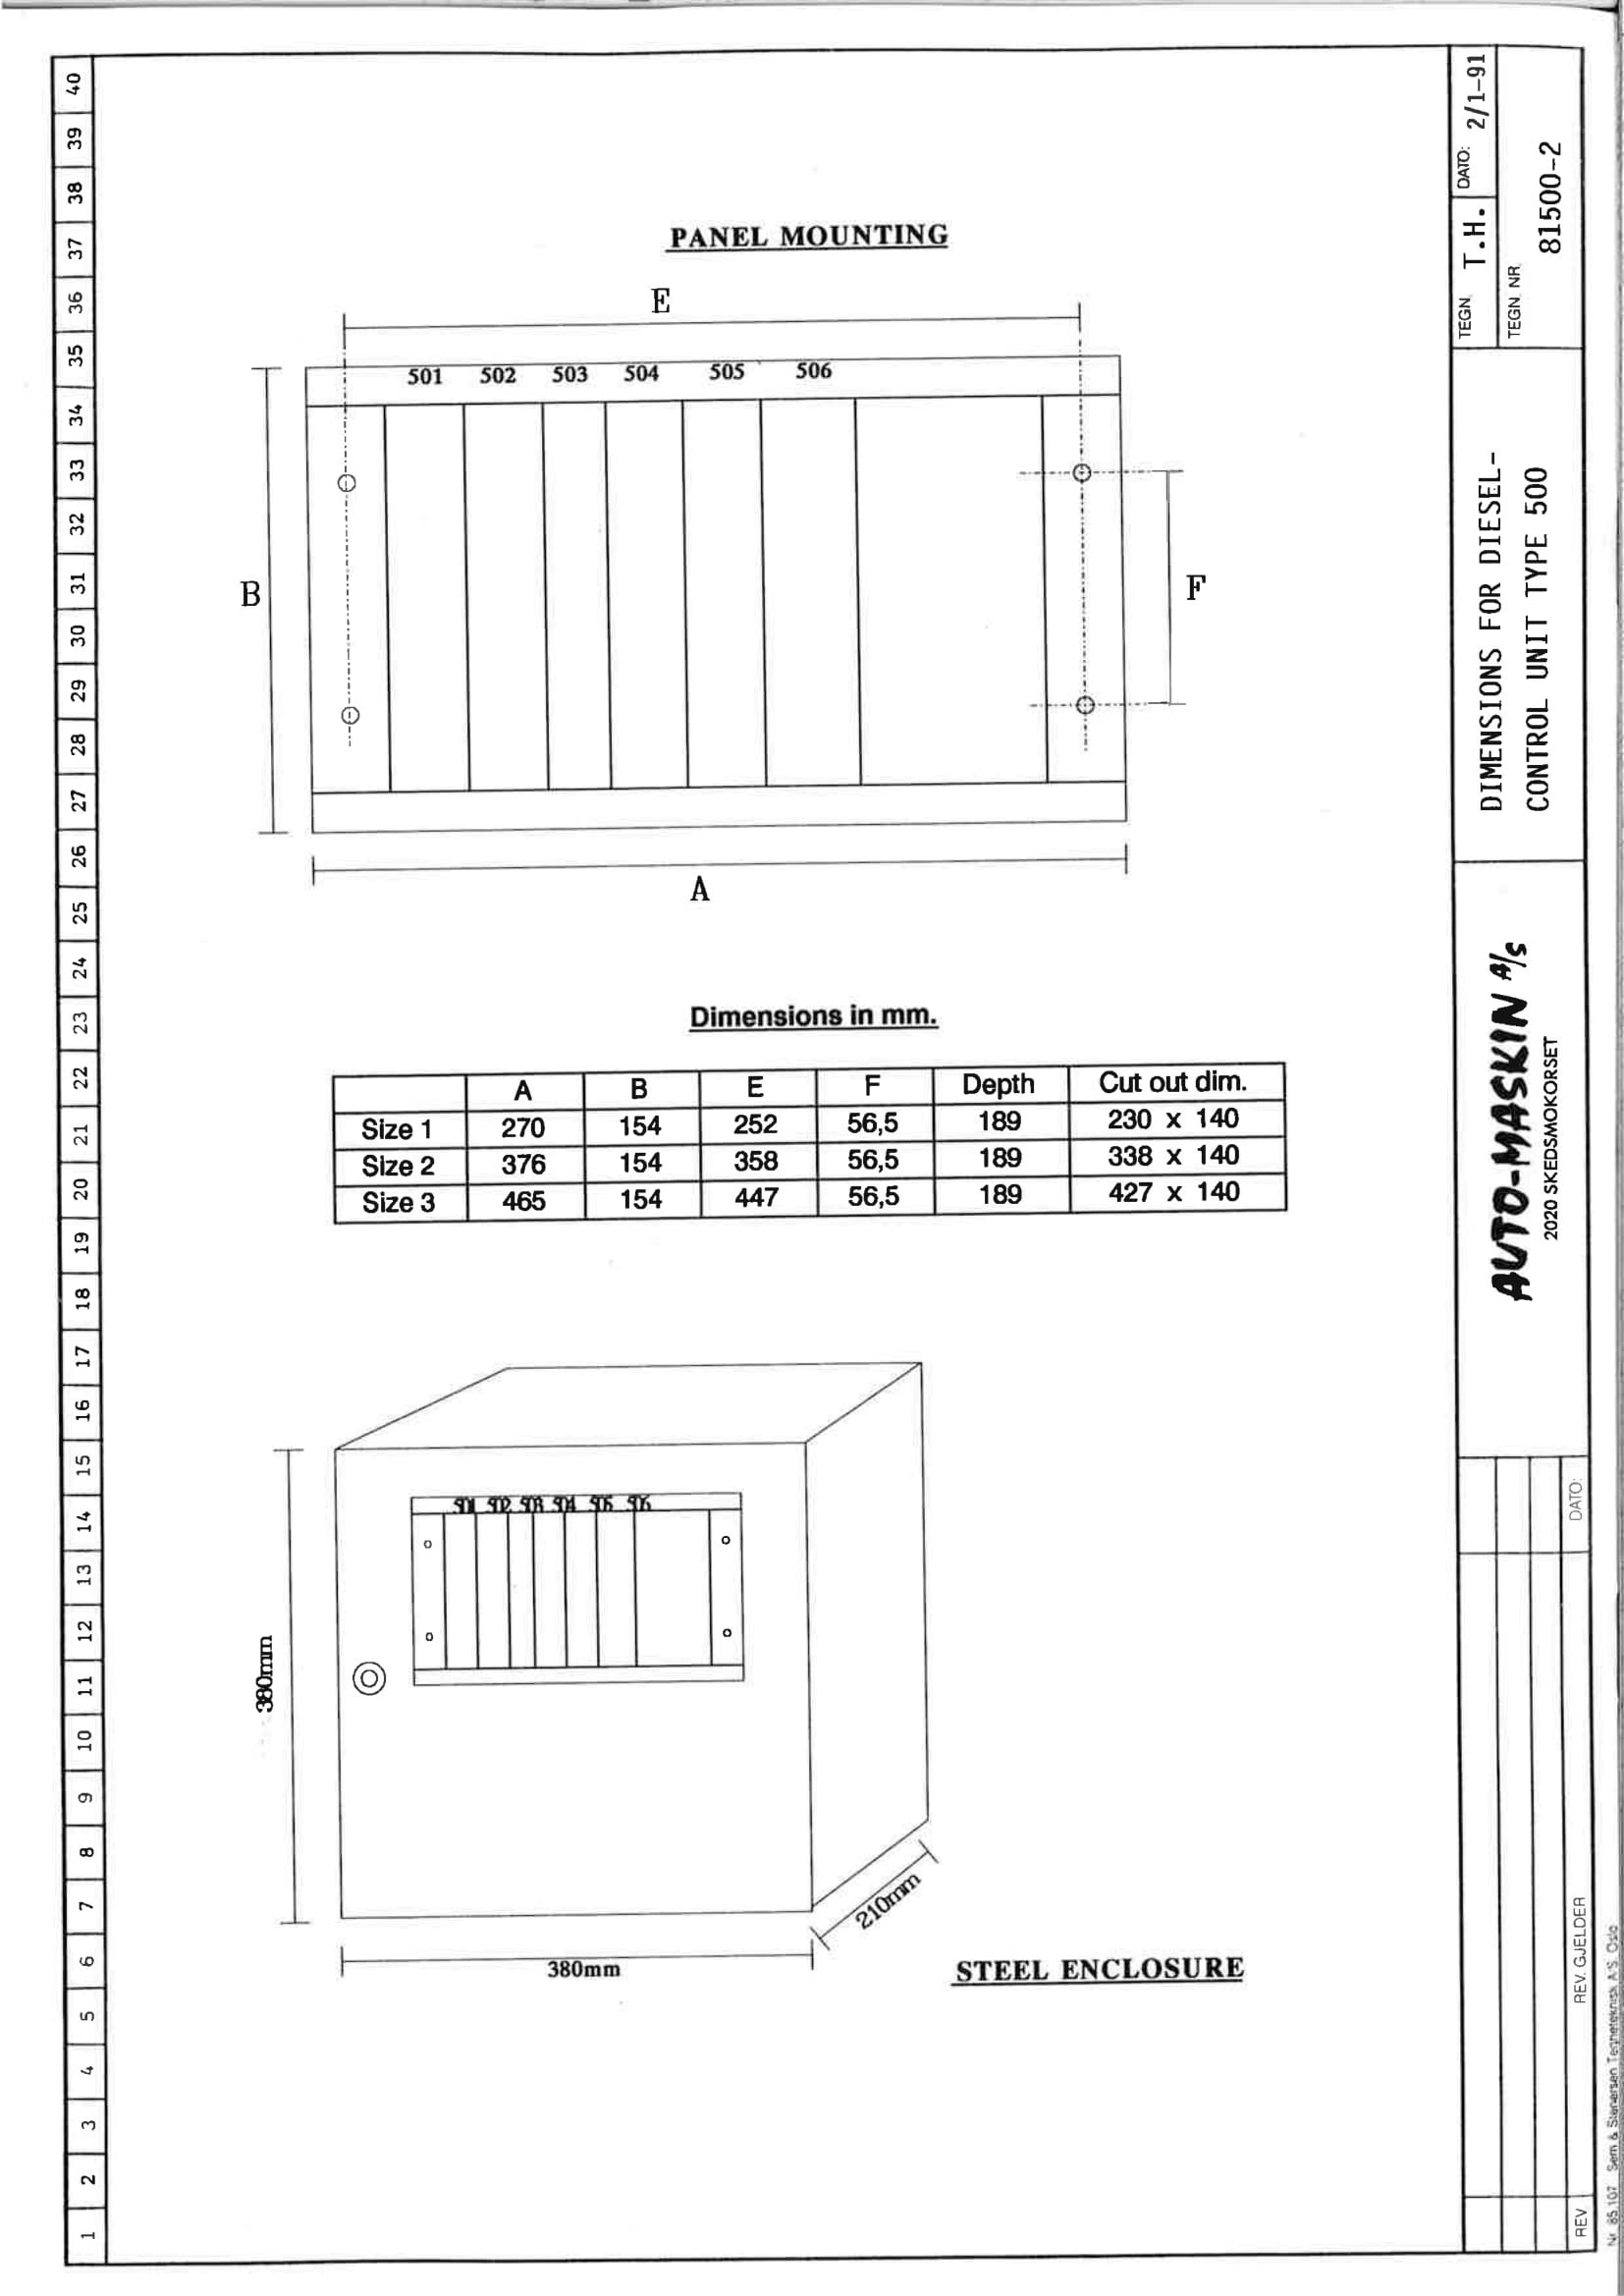 PANEL MOUNTING
E
501 502 503 504 505 506
B
F
A
Dimensions in mm.
A B E F Depth Cut out dim.
Size 1 270 154 252 56,5 189 230 x 140
Size 2 376 154 358 56,5 189 338 x 140
Size 3 465 154 447 56,5 189 427 x 140
501 502 503 504 505 506
380mm
210mm
380mm
STEEL ENCLOSURE
40
39
38
37
36
35
34
33
32
31
30
29
28
27
26
25
24
23
22
21
20
19
18
17
16
15
14
13
12
11
10
9
8
7
6
5
4
3
2
1
TEGN. T.H. DATO: 2/1-91
TEGN. NR. 81500-2
DIMENSIONS FOR DIESEL-
CONTROL UNIT TYPE 500
AUTO-MASKIN A/S
2020 SKEDSMOKORSET
REV REV. GJELDER DATO:
Nr. 85.107 Sem & Stenersen Tegneteknisk A/S. Oslo